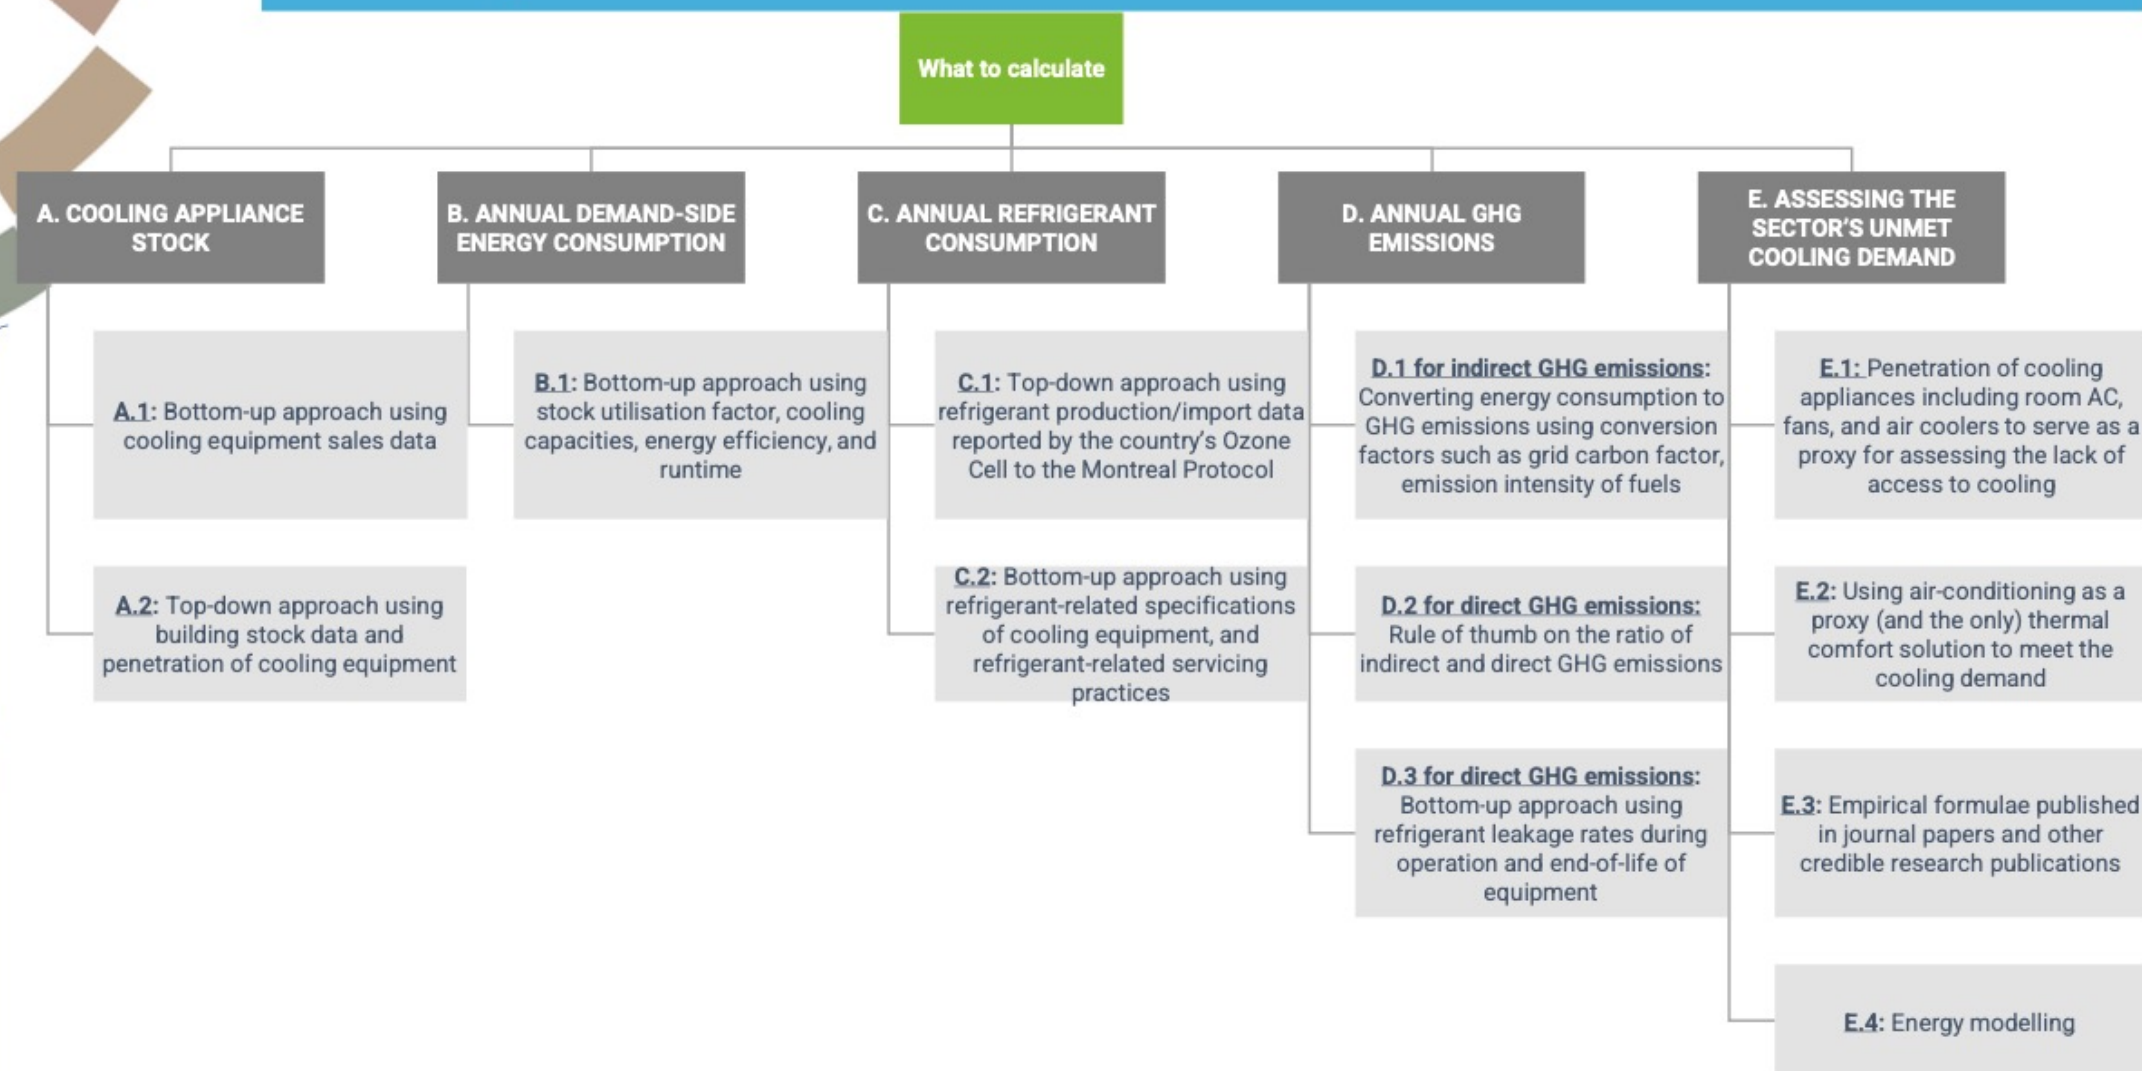 What to calculate
A. COOLING APPLIANCE
STOCK
B. ANNUAL DEMAND-SIDE
ENERGY CONSUMPTION
C. ANNUAL REFRIGERANT
CONSUMPTION
D. ANNUAL GHG
EMISSIONS
E. ASSESSING THE
SECTOR'S UNMET
COOLING DEMAND
A.1: Bottom-up approach using
cooling equipment sales data
A.2: Top-down approach using
building stock data and
penetration of cooling equipment
B.1: Bottom-up approach using
stock utilisation factor, cooling
capacities, energy efficiency, and
runtime
C.1: Top-down approach using
refrigerant production/import data
reported by the country's Ozone
Cell to the Montreal Protocol
C.2: Bottom-up approach using
refrigerant-related specifications
of cooling equipment, and
refrigerant-related servicing
practices
D.1 for indirect GHG emissions:
Converting energy consumption to
GHG emissions using conversion
factors such as grid carbon factor,
emission intensity of fuels
D.2 for direct GHG emissions:
Rule of thumb on the ratio of
indirect and direct GHG emissions
D.3 for direct GHG emissions:
Bottom-up approach using
refrigerant leakage rates during
operation and end-of-life of
equipment
E.1: Penetration of cooling
appliances including room AC,
fans, and air coolers to serve as a
proxy for assessing the lack of
access to cooling
E.2: Using air-conditioning as a
proxy (and the only) thermal
comfort solution to meet the
cooling demand
E.3: Empirical formulae published
in journal papers and other
credible research publications
E.4: Energy modelling